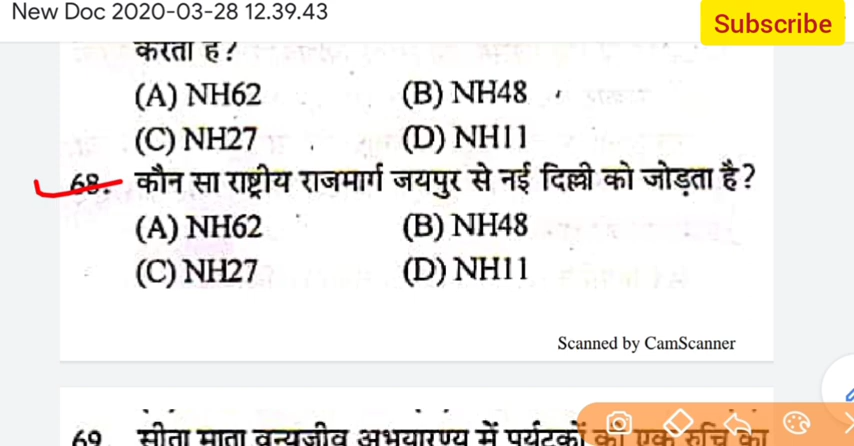 New Doc 2020-03-28 12.39.43
Subscribe
करता है?
(A) NH62 (B) NH48
(C) NH27 (D) NH11
68. कौन सा राष्ट्रीय राजमार्ग जयपुर से नई दिल्ली को जोड़ता है?
(A) NH62 (B) NH48
(C) NH27 (D) NH11
Scanned by CamScanner
69. सीता माता वन्यजीव अभयारण्य में पर्यटकों का एक रुचि का